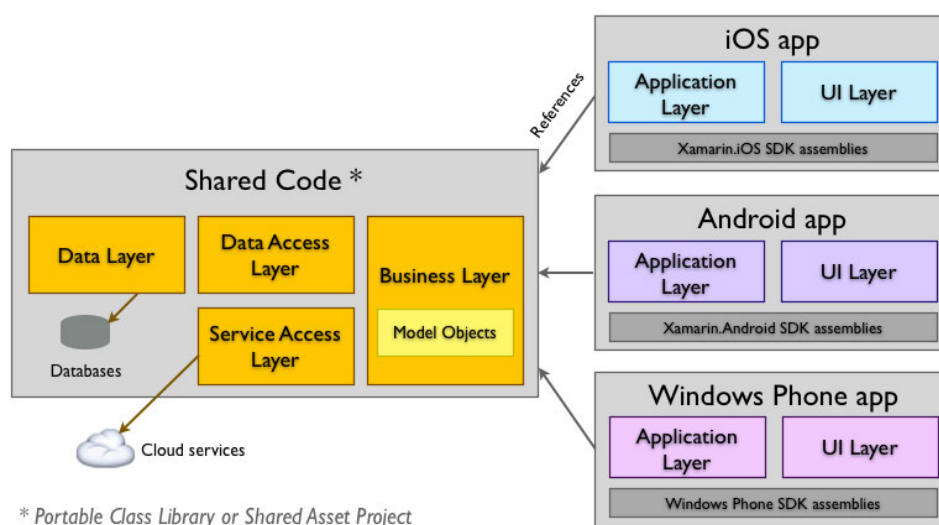 iOS app
Application
Layer
UI Layer
Xamarin.iOS SDK assemblies
References
Shared Code *
Data Layer
Data Access
Layer
Business Layer
Model Objects
Service Access
Layer
Databases
Cloud services
Android app
Application
Layer
UI Layer
Xamarin.Android SDK assemblies
Windows Phone app
Application
Layer
UI Layer
Windows Phone SDK assemblies
* Portable Class Library or Shared Asset Project